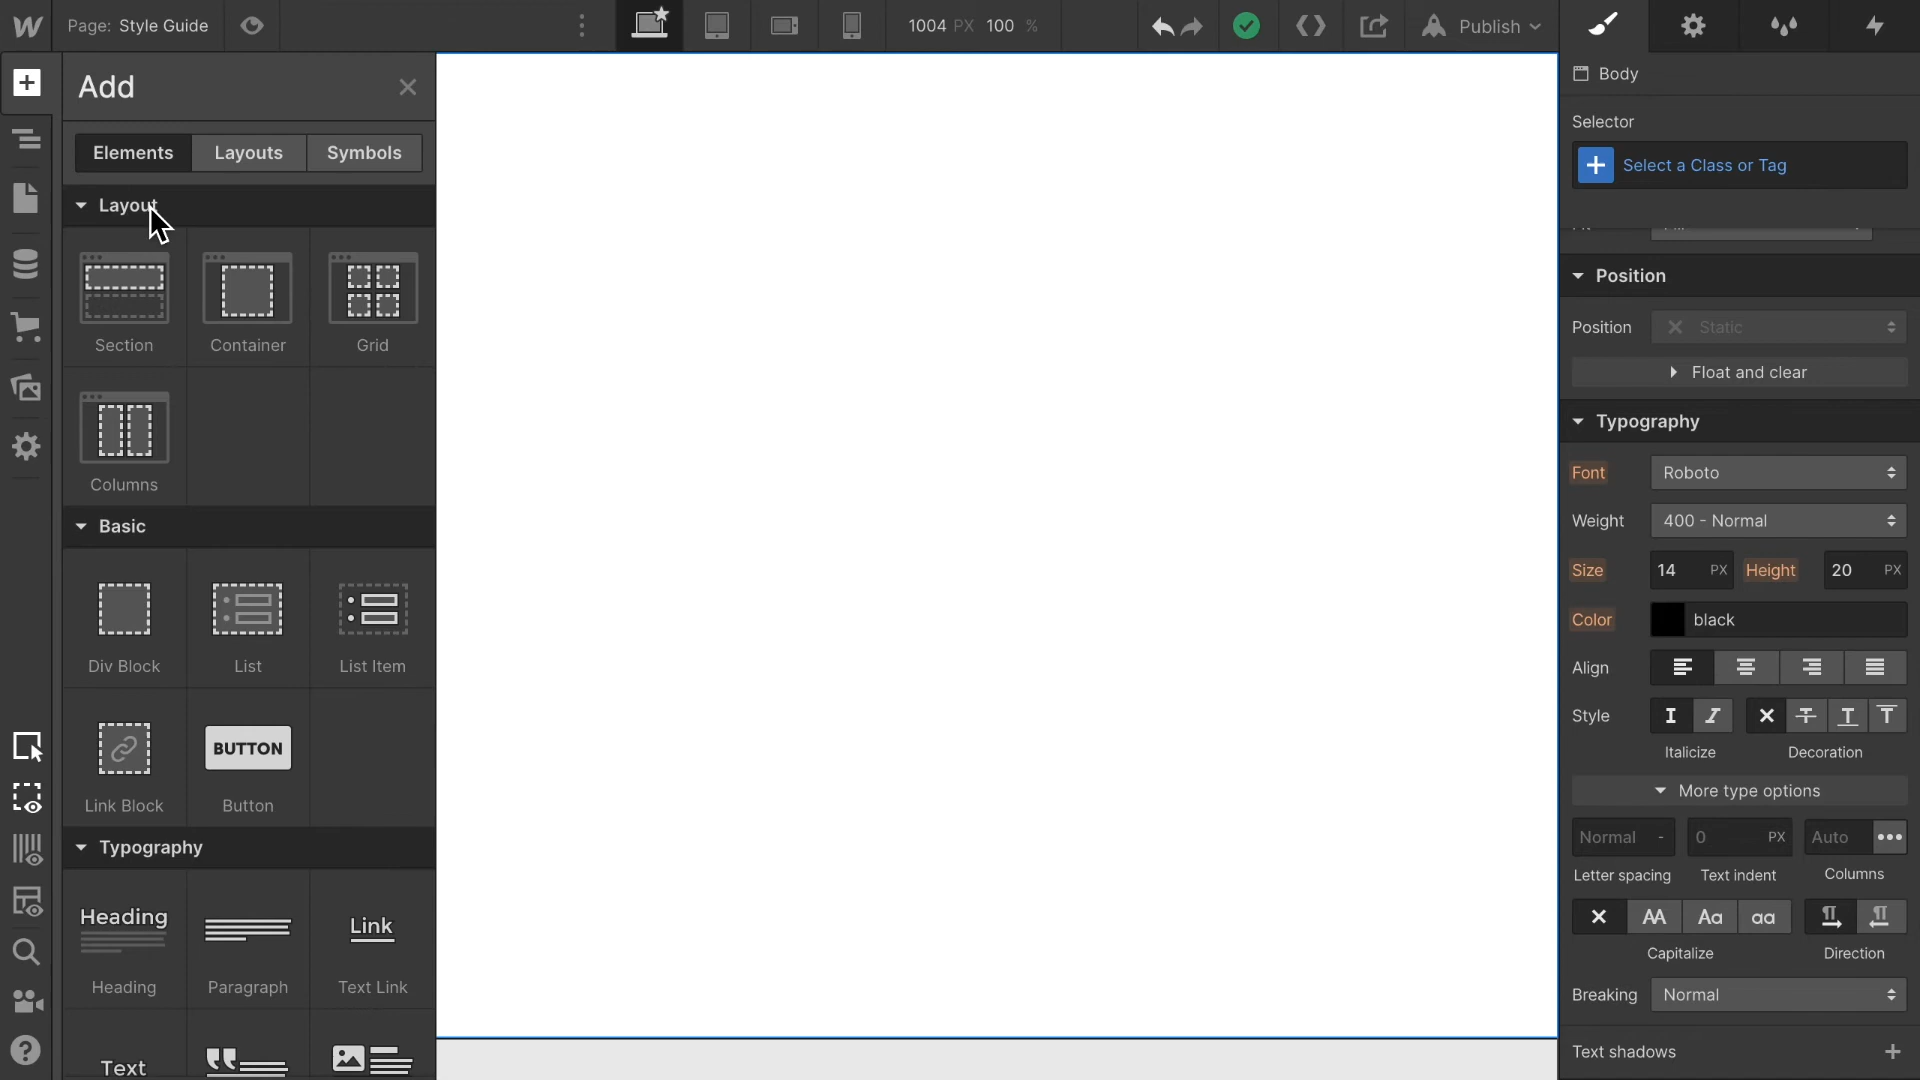 Page: Style Guide
1004 PX 100 %
Publish
Add
Elements
Layouts
Symbols
Layout
Section
Container
Grid
Columns
Basic
Div Block
List
List Item
BUTTON
Link Block
Button
Typography
Heading
Link
Heading
Paragraph
Text Link
Text
Body
Selector
Select a Class or Tag
Position
Position
Static
Float and clear
Typography
Font
Roboto
Weight
400 - Normal
Size
14 PX
Height
20 PX
Color
black
Align
Style
Italicize
Decoration
More type options
Normal -
0 PX
Auto
Letter spacing
Text indent
Columns
AA
Aa
aa
Capitalize
Direction
Breaking
Normal
Text shadows